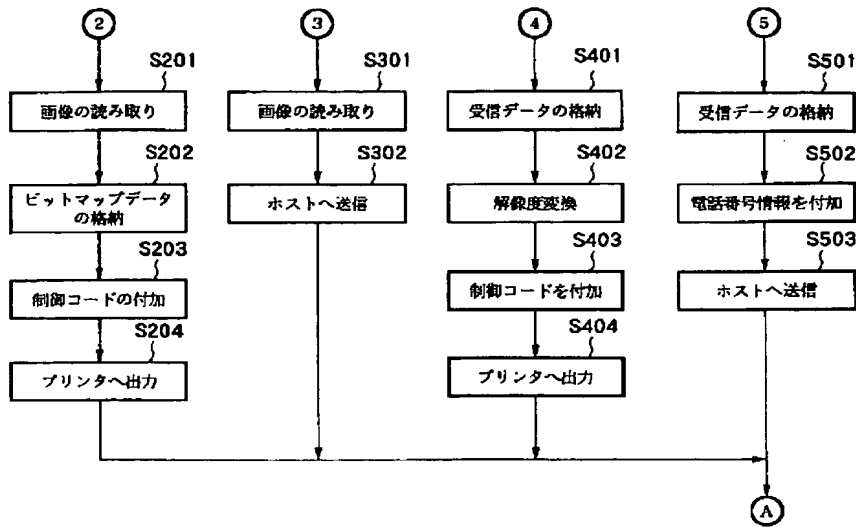 2
S201
画像の読み取り
S202
ビットマップデータ
の格納
S203
制御コードの付加
S204
プリンタへ出力
3
S301
画像の読み取り
S302
ホストへ送信
4
S401
受信データの格納
S402
解像度変換
S403
制御コードを付加
S404
プリンタへ出力
5
S501
受信データの格納
S502
電話番号情報を付加
S503
ホストへ送信
A